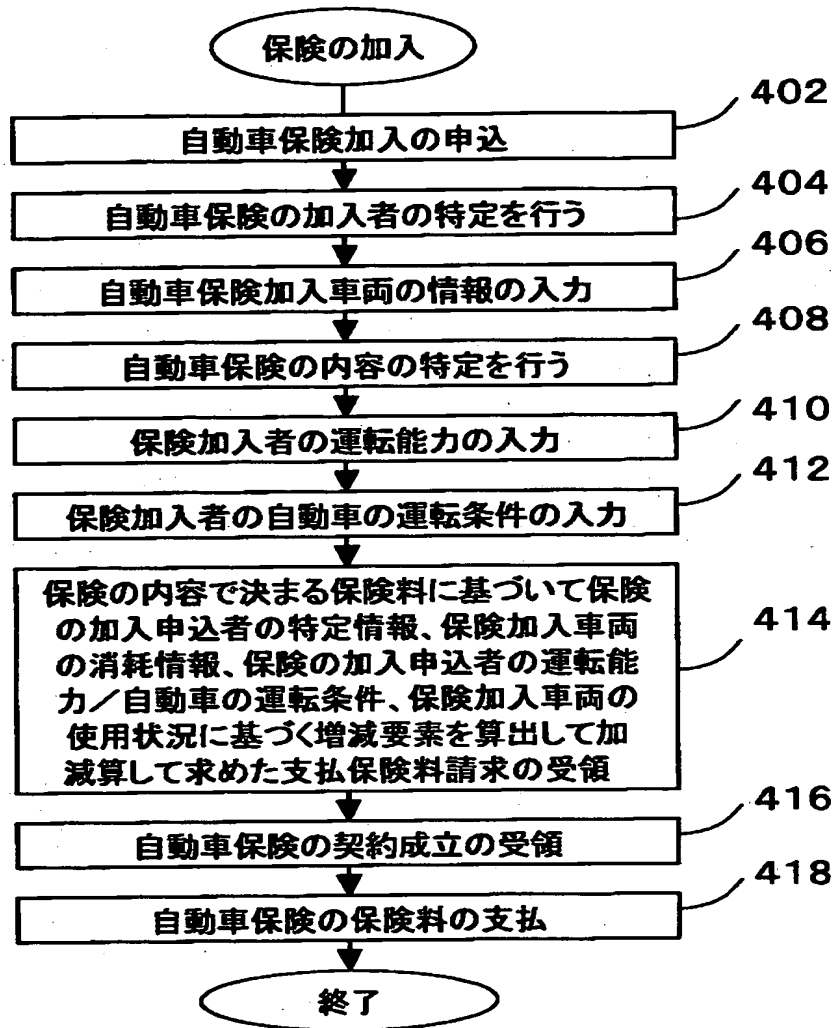 保険の加入
402
自動車保険加入の申込
404
自動車保険の加入者の特定を行う
406
自動車保険加入車両の情報の入力
408
自動車保険の内容の特定を行う
410
保険加入者の運転能力の入力
412
保険加入者の自動車の運転条件の入力
414
保険の内容で決まる保険料に基づいて保険
の加入申込者の特定情報、保険加入車両
の消耗情報、保険の加入申込者の運転能
力／自動車の運転条件、保険加入車両の
使用状況に基づく増減要素を算出して加
減算して求めた支払保険料請求の受領
416
自動車保険の契約成立の受領
418
自動車保険の保険料の支払
終了